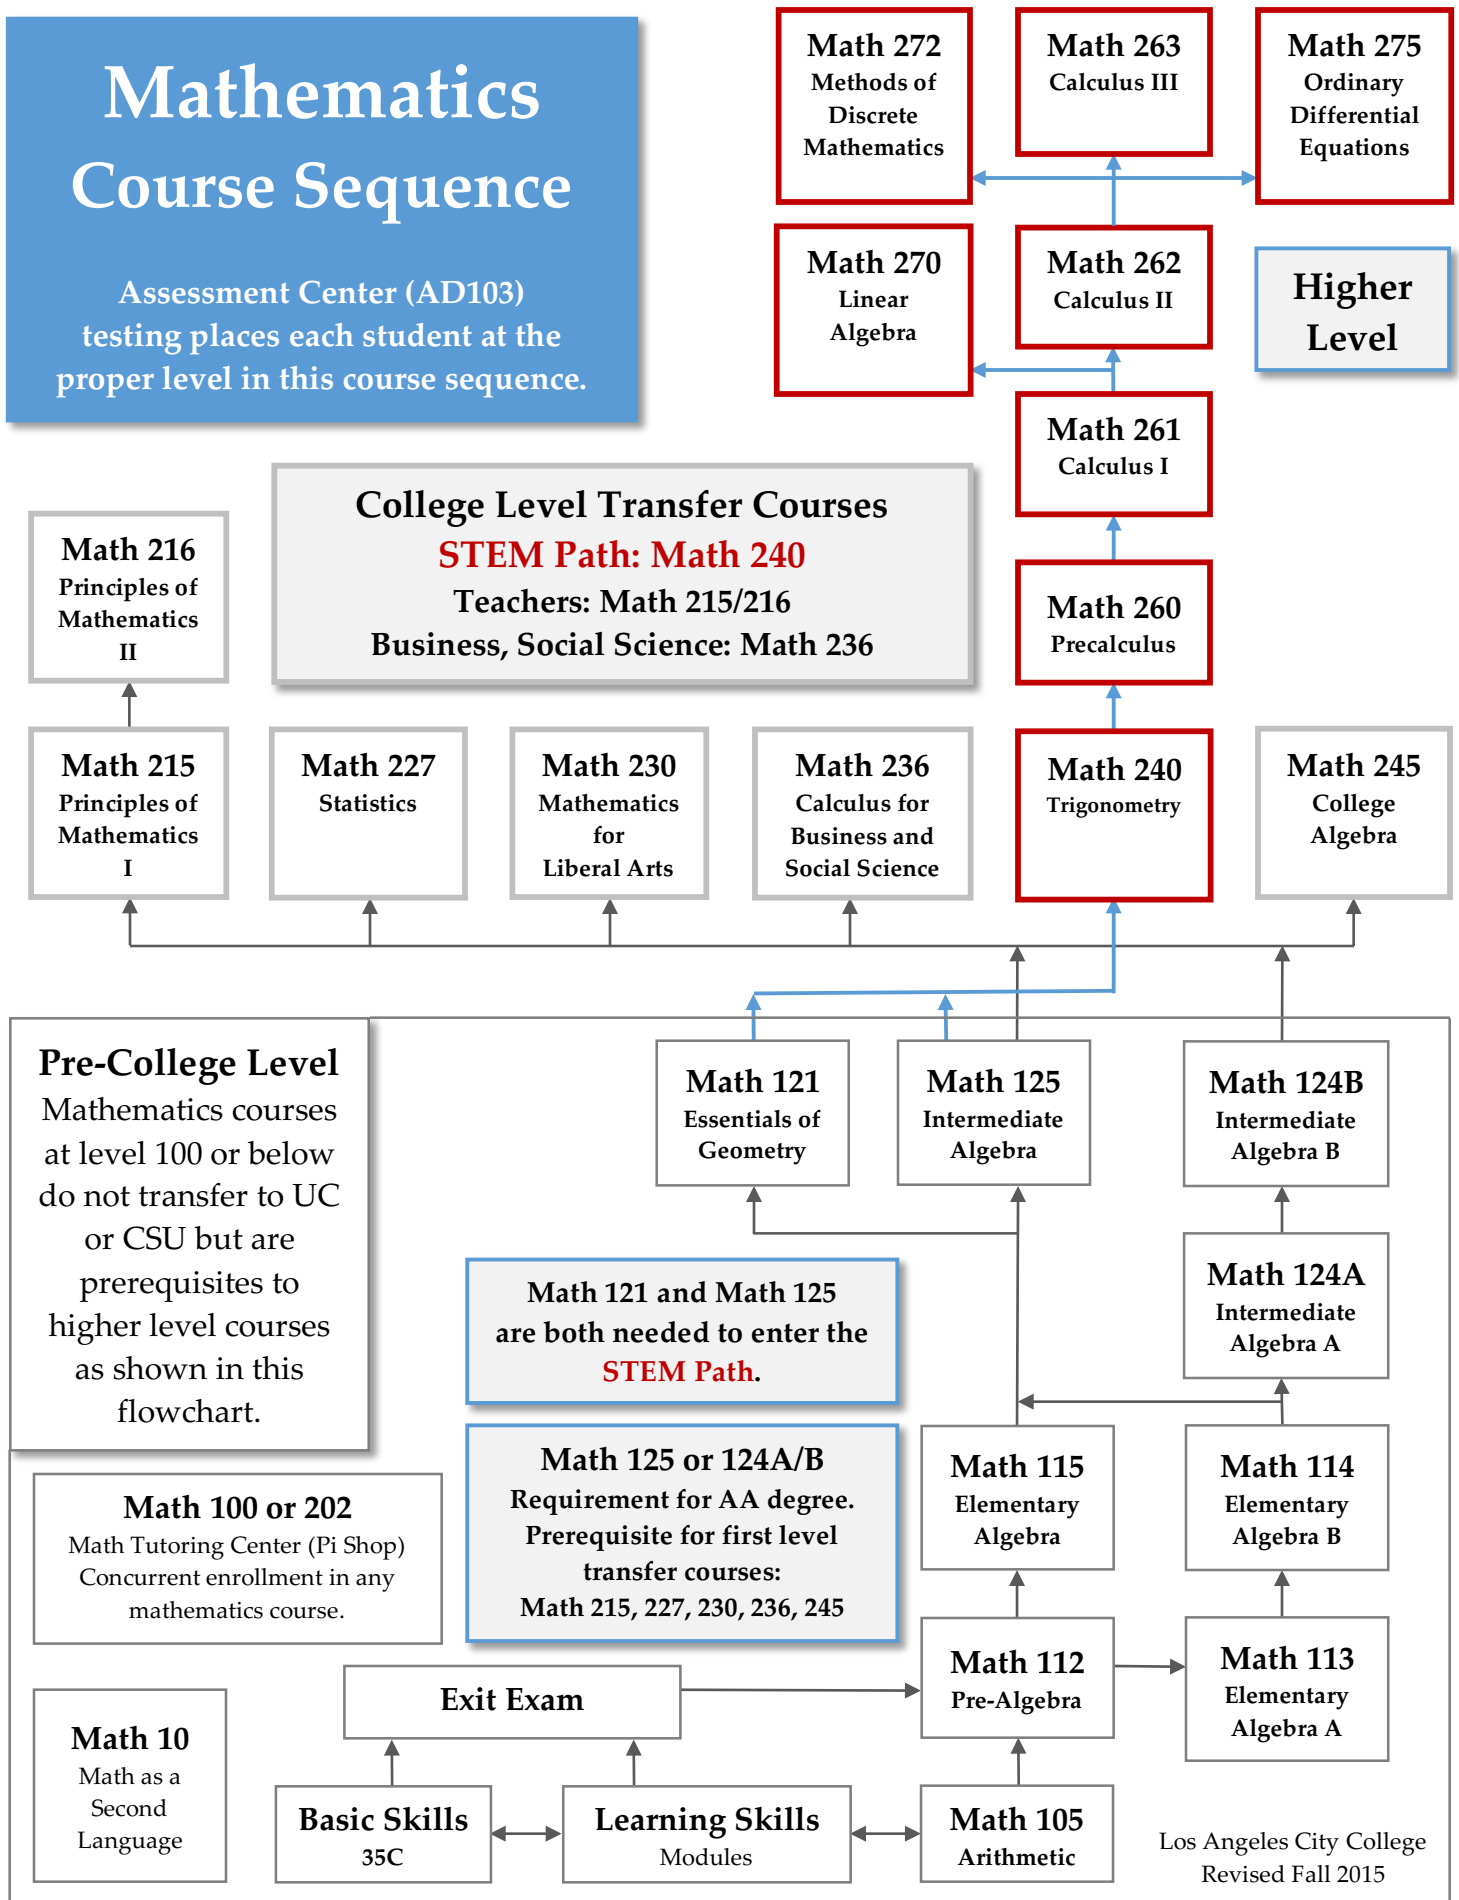 Mathematics
Course Sequence
Assessment Center (AD103)
testing places each student at the
proper level in this course sequence.
Math 272
Methods of
Discrete
Mathematics
Math 263
Calculus III
Math 275
Ordinary
Differential
Equations
Math 270
Linear
Algebra
Math 262
Calculus II
Higher
Level
Math 261
Calculus I
College Level Transfer Courses
STEM Path: Math 240
Teachers: Math 215/216
Business, Social Science: Math 236
Math 216
Principles of
Mathematics
II
Math 260
Precalculus
Math 215
Principles of
Mathematics
I
Math 227
Statistics
Math 230
Mathematics
for
Liberal Arts
Math 236
Calculus for
Business and
Social Science
Math 240
Trigonometry
Math 245
College
Algebra
Pre-College Level
Mathematics courses
at level 100 or below
do not transfer to UC
or CSU but are
prerequisites to
higher level courses
as shown in this
flowchart.
Math 121
Essentials of
Geometry
Math 125
Intermediate
Algebra
Math 124B
Intermediate
Algebra B
Math 121 and Math 125
are both needed to enter the
STEM Path.
Math 124A
Intermediate
Algebra A
Math 125 or 124A/B
Requirement for AA degree.
Prerequisite for first level
transfer courses:
Math 215, 227, 230, 236, 245
Math 115
Elementary
Algebra
Math 114
Elementary
Algebra B
Math 100 or 202
Math Tutoring Center (Pi Shop)
Concurrent enrollment in any
mathematics course.
Math 112
Pre-Algebra
Math 113
Elementary
Algebra A
Exit Exam
Math 10
Math as a
Second
Language
Basic Skills
35C
Learning Skills
Modules
Math 105
Arithmetic
Los Angeles City College
Revised Fall 2015